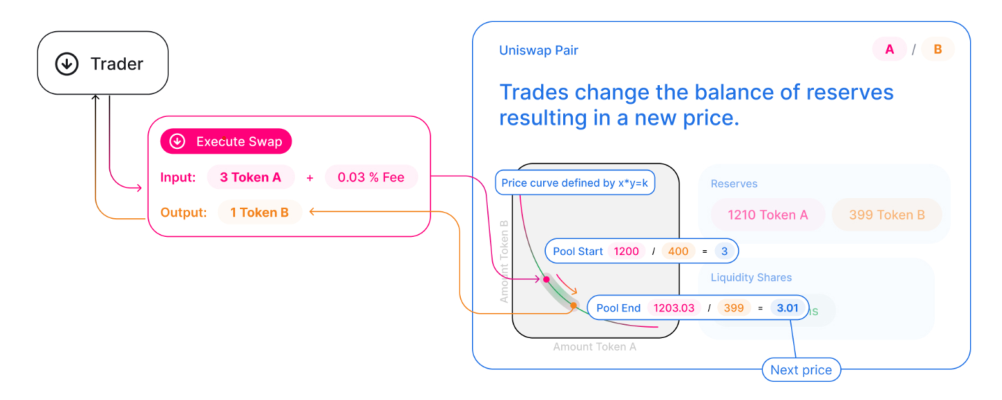 Trader
Execute Swap
Input: 3 Token A + 0.03 % Fee
Output: 1 Token B
Uniswap Pair
A / B
Trades change the balance of reserves
resulting in a new price.
Price curve defined by x*y=k
Reserves
1210 Token A 399 Token B
Pool Start 1200 / 400 = 3
Liquidity Shares
Pool End 1203.03 / 399 = 3.01
Amount Token B
Amount Token A
Next price